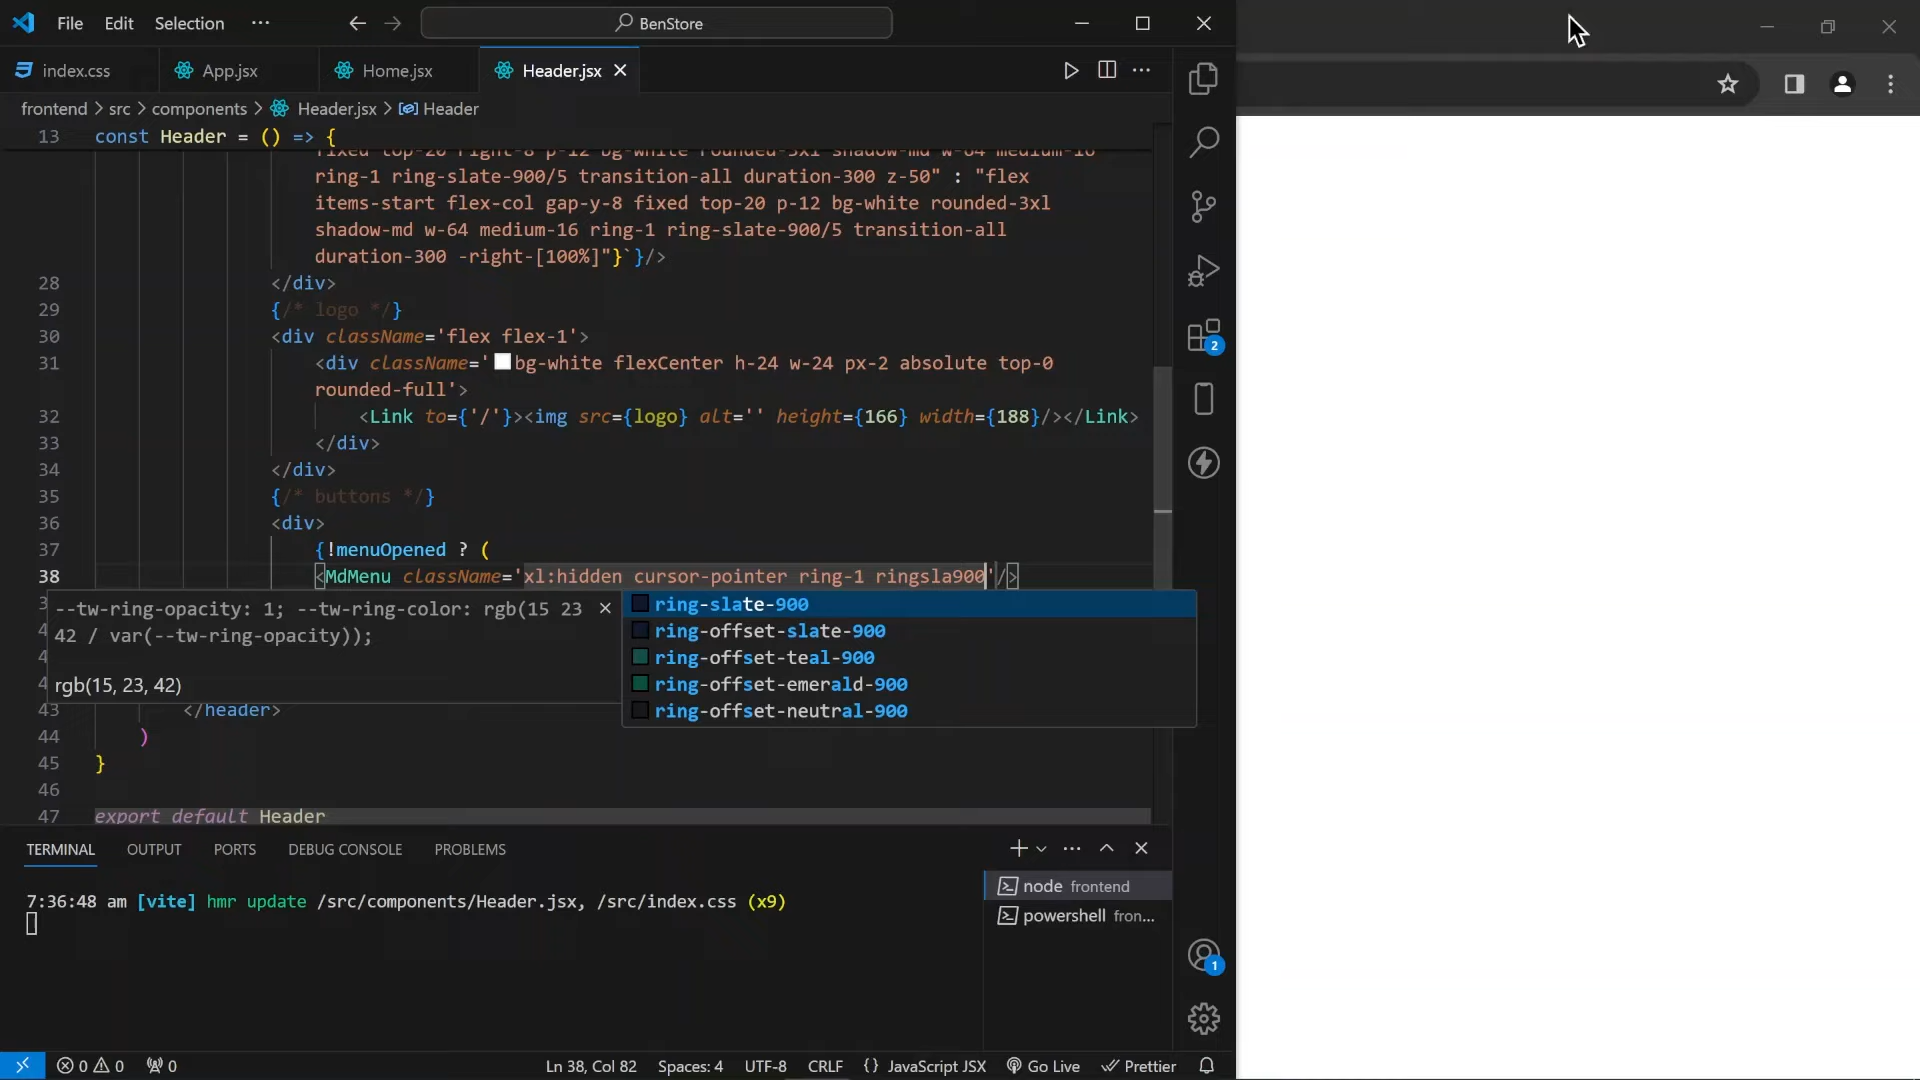 File Edit Selection ··· BenStore
index.css App.jsx Home.jsx Header.jsx
frontend > src > components > Header.jsx > Header
13 const Header = () => {
fixed top-20 right-8 p-12 bg-white rounded-3xl shadow-md w-64 medium-16
ring-1 ring-slate-900/5 transition-all duration-300 z-50" : "flex
items-start flex-col gap-y-8 fixed top-20 p-12 bg-white rounded-3xl
shadow-md w-64 medium-16 ring-1 ring-slate-900/5 transition-all
duration-300 -right-[100%]"}`}/>
28 </div>
29 {/* logo */}
30 <div className='flex flex-1'>
31 <div className='bg-white flexCenter h-24 w-24 px-2 absolute top-0
rounded-full'>
32 <Link to={'/'}><img src={logo} alt='' height={166} width={188}/></Link>
33 </div>
34 </div>
35 {/* buttons */}
36 <div>
37 {!menuOpened ? (
38 <MdMenu className='xl:hidden cursor-pointer ring-1 ringsla900'/>
--tw-ring-opacity: 1; --tw-ring-color: rgb(15 23
42 / var(--tw-ring-opacity));
rgb(15, 23, 42)
ring-slate-900
ring-offset-slate-900
ring-offset-teal-900
ring-offset-emerald-900
ring-offset-neutral-900
43 </header>
44 )
45 }
46
47 export default Header
TERMINAL OUTPUT PORTS DEBUG CONSOLE PROBLEMS
7:36:48 am [vite] hmr update /src/components/Header.jsx, /src/index.css (x9)
node frontend
powershell fron...
2
1
0 0 0 Ln 38, Col 82 Spaces: 4 UTF-8 CRLF {} JavaScript JSX Go Live Prettier